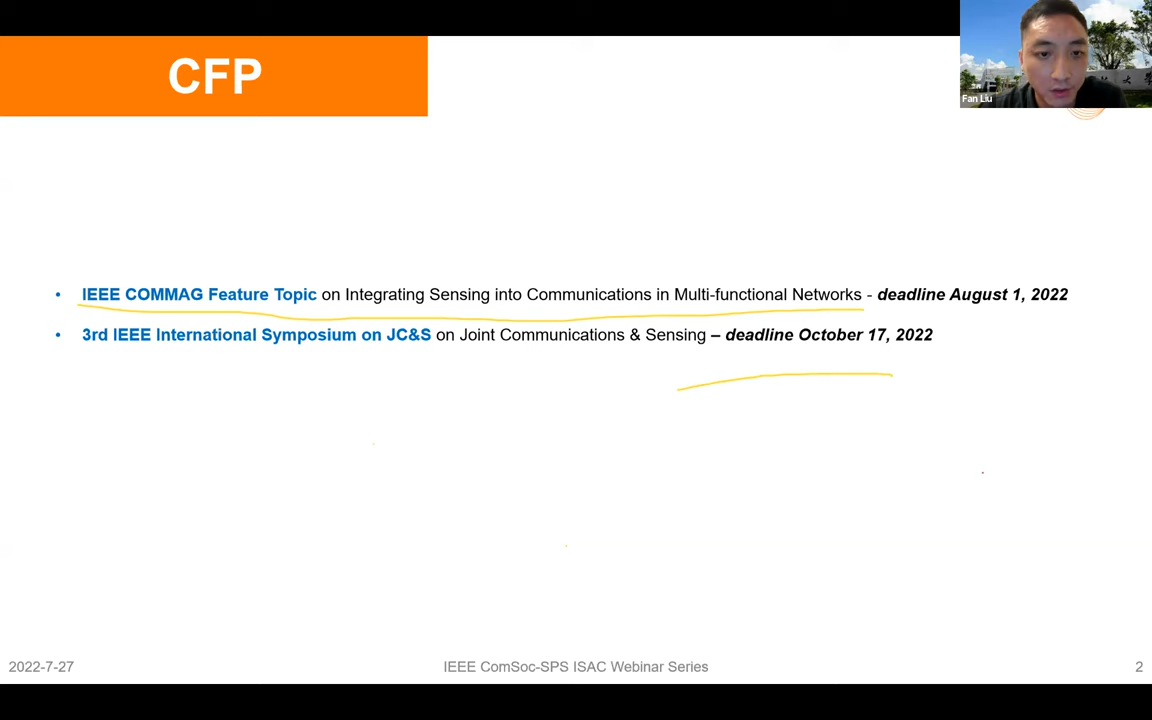 CFP
Fan Liu
• IEEE COMMAG Feature Topic on Integrating Sensing into Communications in Multi-functional Networks - deadline August 1, 2022
• 3rd IEEE International Symposium on JC&S on Joint Communications & Sensing – deadline October 17, 2022
2022-7-27 IEEE ComSoc-SPS ISAC Webinar Series 2